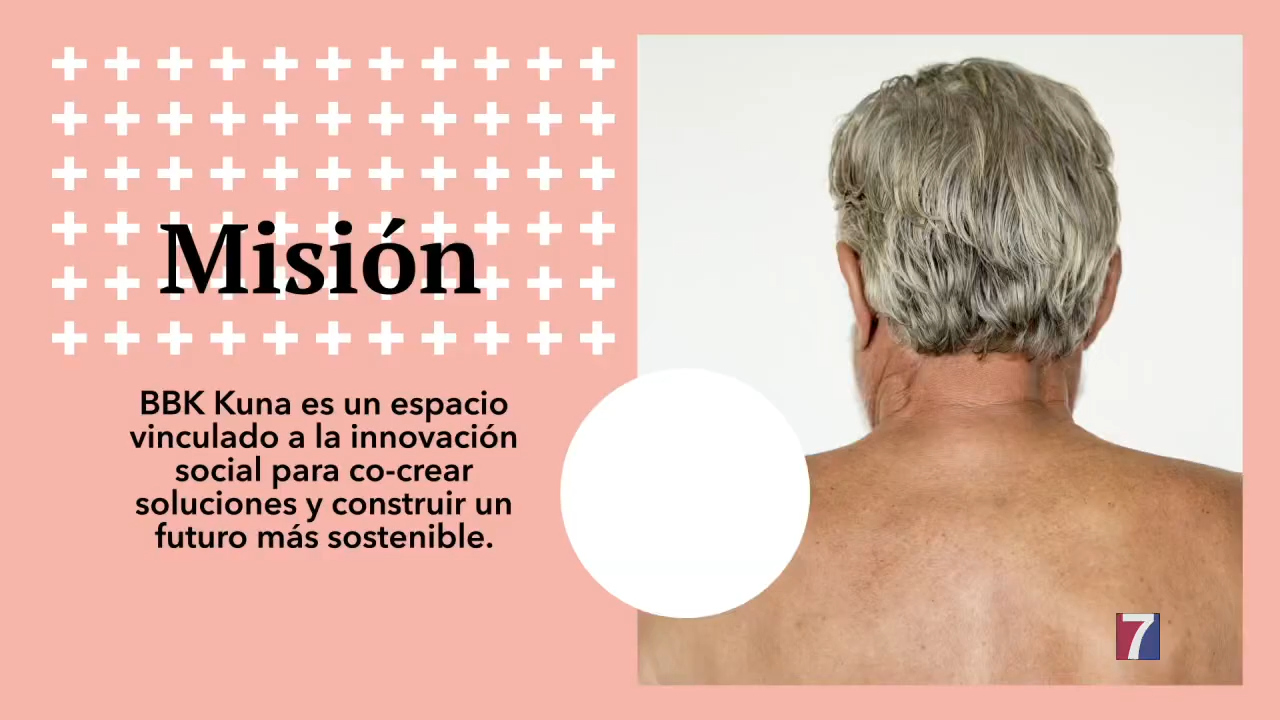 Misión
BBK Kuna es un espacio
vinculado a la innovación
social para co-crear
soluciones y construir un
futuro más sostenible.
7